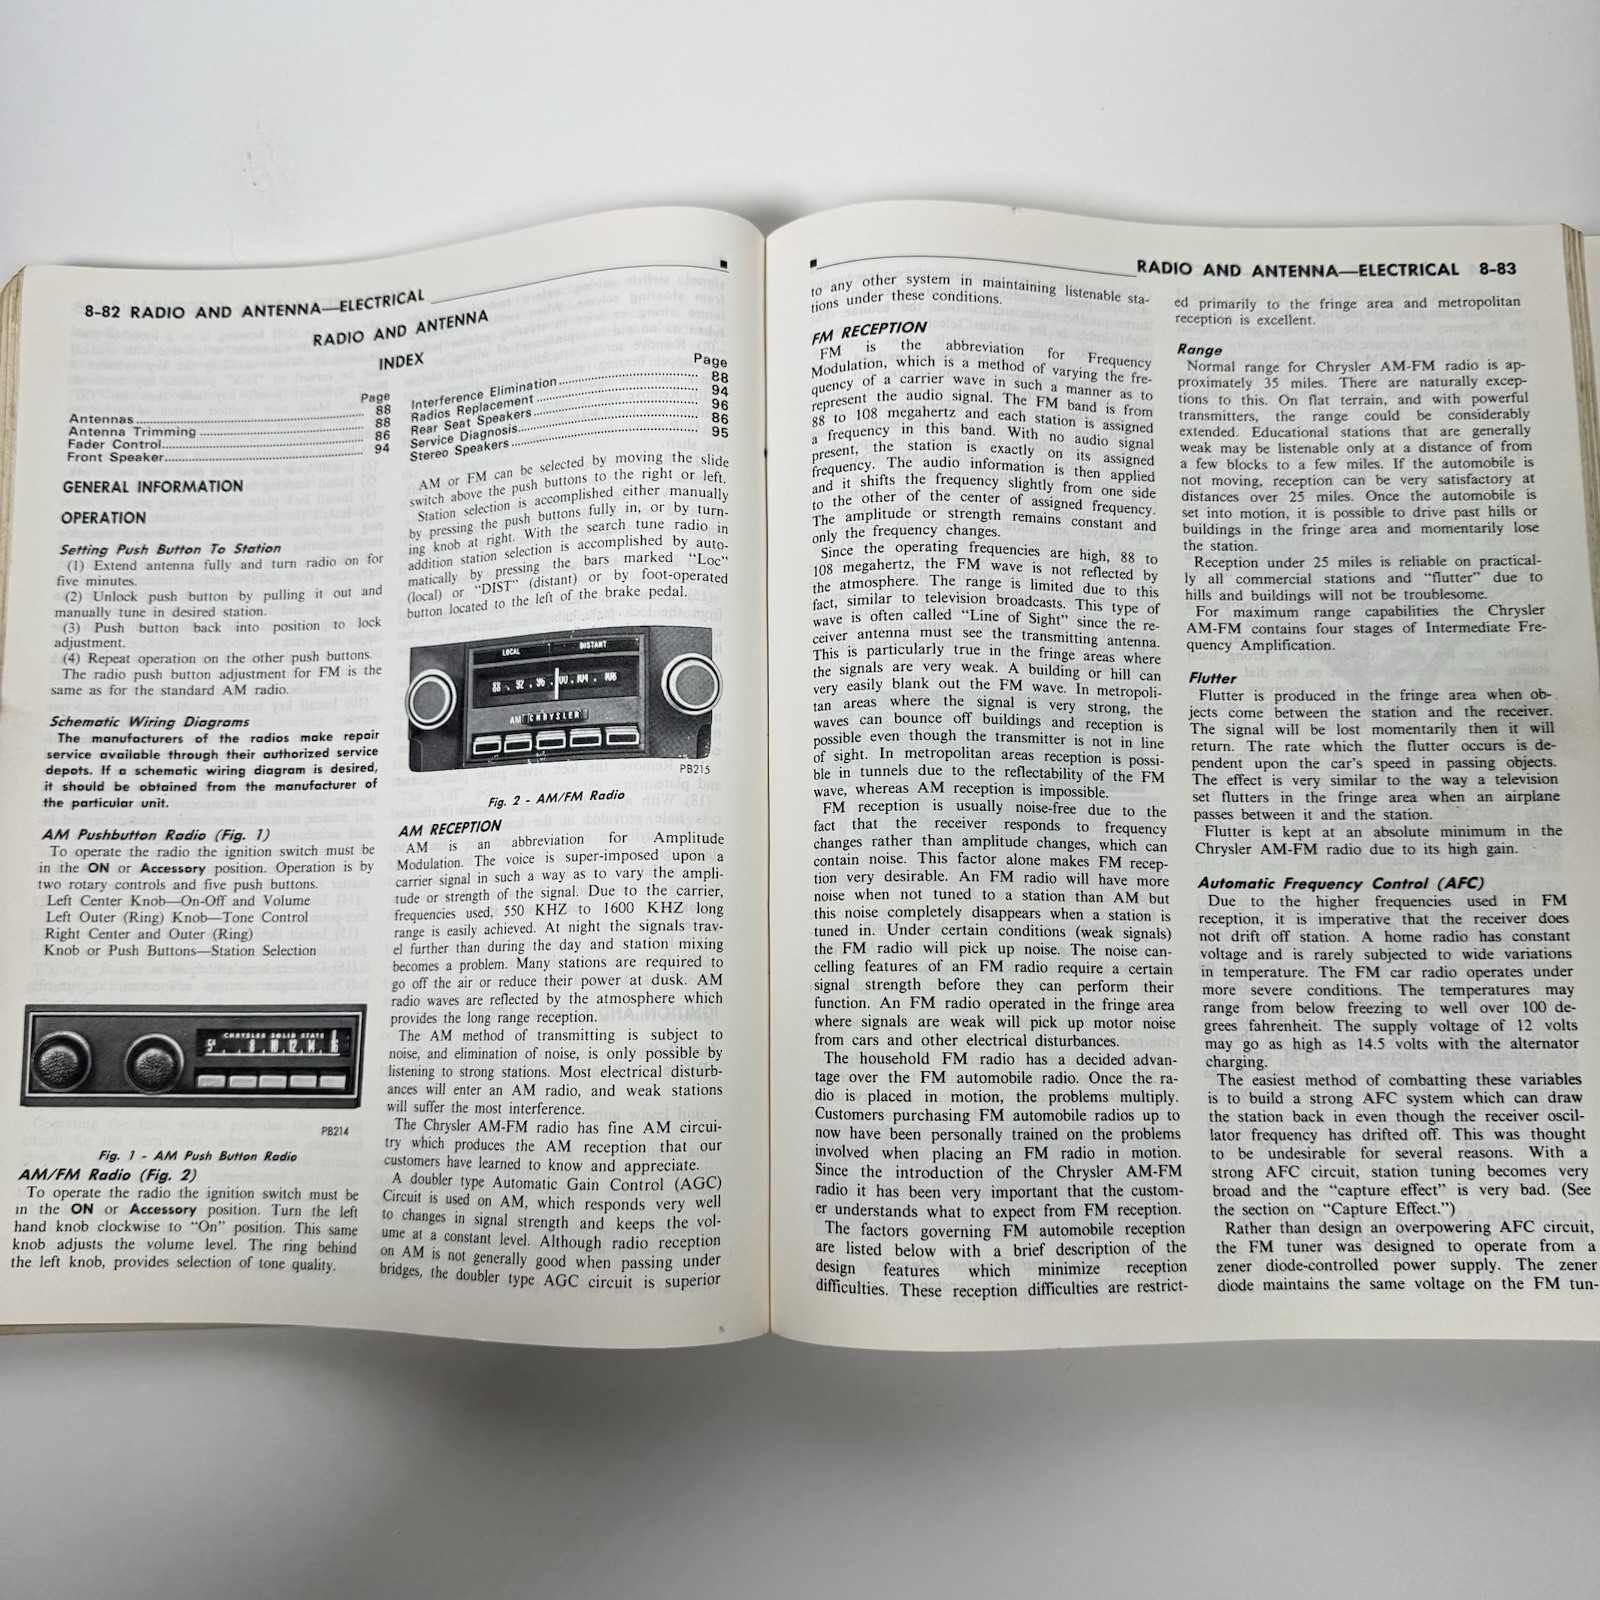 8-82 RADIO AND ANTENNA—ELECTRICAL
RADIO AND ANTENNA
INDEX
Page
Antennas 88
Antenna Trimming 88
Fader Control 86
Front Speaker 94
Page
Interference Elimination 88
Radios Replacement 94
Rear Seat Speakers 96
Service Diagnosis 86
Stereo Speakers 95
GENERAL INFORMATION
OPERATION
Setting Push Button To Station
(1) Extend antenna fully and turn radio on for
five minutes.
(2) Unlock push button by pulling it out and
manually tune in desired station.
(3) Push button back into position to lock
adjustment.
(4) Repeat operation on the other push buttons.
The radio push button adjustment for FM is the
same as for the standard AM radio.
Schematic Wiring Diagrams
The manufacturers of the radios make repair
service available through their authorized service
depots. If a schematic wiring diagram is desired,
it should be obtained from the manufacturer of
the particular unit.
AM Pushbutton Radio (Fig. 1)
To operate the radio the ignition switch must be
in the ON or Accessory position. Operation is by
two rotary controls and five push buttons.
Left Center Knob—On-Off and Volume
Left Outer (Ring) Knob—Tone Control
Right Center and Outer (Ring)
Knob or Push Buttons—Station Selection
CHRYSLER SOLID STATE
PB214
Fig. 1 - AM Push Button Radio
AM/FM Radio (Fig. 2)
To operate the radio the ignition switch must be
in the ON or Accessory position. Turn the left
hand knob clockwise to "On" position. This same
knob adjusts the volume level. The ring behind
the left knob, provides selection of tone quality.
AM or FM can be selected by moving the slide
switch above the push buttons to the right or left.
Station selection is accomplished either manually
by pressing the push buttons fully in, or by turn-
ing knob at right. With the search tune radio in
addition station selection is accomplished by auto-
matically by pressing the bars marked "Loc"
(local) or "DIST" (distant) or by foot-operated
button located to the left of the brake pedal.
LOCAL DISTANT
88 . 92 . 96 . 100 . 104 . 108
AM CHRYSLER
PB215
Fig. 2 - AM/FM Radio
AM RECEPTION
AM is an abbreviation for Amplitude
Modulation. The voice is super-imposed upon a
carrier signal in such a way as to vary the ampli-
tude or strength of the signal. Due to the carrier,
frequencies used, 550 KHZ to 1600 KHZ long
range is easily achieved. At night the signals trav-
el further than during the day and station mixing
becomes a problem. Many stations are required to
go off the air or reduce their power at dusk. AM
radio waves are reflected by the atmosphere which
provides the long range reception.
The AM method of transmitting is subject to
noise, and elimination of noise, is only possible by
listening to strong stations. Most electrical disturb-
ances will enter an AM radio, and weak stations
will suffer the most interference.
The Chrysler AM-FM radio has fine AM circui-
try which produces the AM reception that our
customers have learned to know and appreciate.
A doubler type Automatic Gain Control (AGC)
Circuit is used on AM, which responds very well
to changes in signal strength and keeps the vol-
ume at a constant level. Although radio reception
on AM is not generally good when passing under
bridges, the doubler type AGC circuit is superior
RADIO AND ANTENNA—ELECTRICAL 8-83
to any other system in maintaining listenable sta-
tions under these conditions.
FM RECEPTION
FM is the abbreviation for Frequency
Modulation, which is a method of varying the fre-
quency of a carrier wave in such a manner as to
represent the audio signal. The FM band is from
88 to 108 megahertz and each station is assigned
a frequency in this band. With no audio signal
present, the station is exactly on its assigned
frequency. The audio information is then applied
and it shifts the frequency slightly from one side
to the other of the center of assigned frequency.
The amplitude or strength remains constant and
only the frequency changes.
Since the operating frequencies are high, 88 to
108 megahertz, the FM wave is not reflected by
the atmosphere. The range is limited due to this
fact, similar to television broadcasts. This type of
wave is often called "Line of Sight" since the re-
ceiver antenna must see the transmitting antenna.
This is particularly true in the fringe areas where
the signals are very weak. A building or hill can
very easily blank out the FM wave. In metropoli-
tan areas where the signal is very strong, the
waves can bounce off buildings and reception is
possible even though the transmitter is not in line
of sight. In metropolitan areas reception is possi-
ble in tunnels due to the reflectability of the FM
wave, whereas AM reception is impossible.
FM reception is usually noise-free due to the
fact that the receiver responds to frequency
changes rather than amplitude changes, which can
contain noise. This factor alone makes FM recep-
tion very desirable. An FM radio will have more
noise when not tuned to a station than AM but
this noise completely disappears when a station is
tuned in. Under certain conditions (weak signals)
the FM radio will pick up noise. The noise can-
celling features of an FM radio require a certain
signal strength before they can perform their
function. An FM radio operated in the fringe area
where signals are weak will pick up motor noise
from cars and other electrical disturbances.
The household FM radio has a decided advan-
tage over the FM automobile radio. Once the ra-
dio is placed in motion, the problems multiply.
Customers purchasing FM automobile radios up to
now have been personally trained on the problems
involved when placing an FM radio in motion.
Since the introduction of the Chrysler AM-FM
radio it has been very important that the custom-
er understands what to expect from FM reception.
The factors governing FM automobile reception
are listed below with a brief description of the
design features which minimize reception
difficulties. These reception difficulties are restrict-
ed primarily to the fringe area and metropolitan
reception is excellent.
Range
Normal range for Chrysler AM-FM radio is ap-
proximately 35 miles. There are naturally excep-
tions to this. On flat terrain, and with powerful
transmitters, the range could be considerably
extended. Educational stations that are generally
weak may be listenable only at a distance of from
a few blocks to a few miles. If the automobile is
not moving, reception can be very satisfactory at
distances over 25 miles. Once the automobile is
set into motion, it is possible to drive past hills or
buildings in the fringe area and momentarily lose
the station.
Reception under 25 miles is reliable on practical-
ly all commercial stations and "flutter" due to
hills and buildings will not be troublesome.
For maximum range capabilities the Chrysler
AM-FM contains four stages of Intermediate Fre-
quency Amplification.
Flutter
Flutter is produced in the fringe area when ob-
jects come between the station and the receiver.
The signal will be lost momentarily then it will
return. The rate which the flutter occurs is de-
pendent upon the car's speed in passing objects.
The effect is very similar to the way a television
set flutters in the fringe area when an airplane
passes between it and the station.
Flutter is kept at an absolute minimum in the
Chrysler AM-FM radio due to its high gain.
Automatic Frequency Control (AFC)
Due to the higher frequencies used in FM
reception, it is imperative that the receiver does
not drift off station. A home radio has constant
voltage and is rarely subjected to wide variations
in temperature. The FM car radio operates under
more severe conditions. The temperatures may
range from below freezing to well over 100 de-
grees fahrenheit. The supply voltage of 12 volts
may go as high as 14.5 volts with the alternator
charging.
The easiest method of combatting these variables
is to build a strong AFC system which can draw
the station back in even though the receiver oscil-
lator frequency has drifted off. This was thought
to be undesirable for several reasons. With a
strong AFC circuit, station tuning becomes very
broad and the "capture effect" is very bad. (See
the section on "Capture Effect.")
Rather than design an overpowering AFC circuit,
the FM tuner was designed to operate from a
zener diode-controlled power supply. The zener
diode maintains the same voltage on the FM tun-